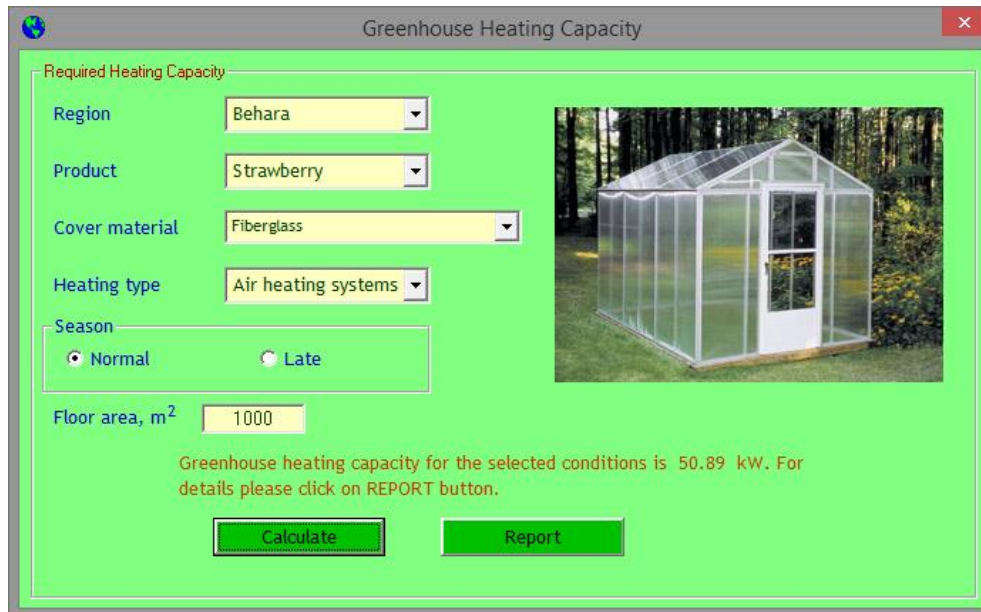 Greenhouse Heating Capacity
Required Heating Capacity
Region Behara
Product Strawberry
Cover material Fiberglass
Heating type Air heating systems
Season
Normal Late
Floor area, m² 1000
Greenhouse heating capacity for the selected conditions is 50.89 kW. For
details please click on REPORT button.
Calculate Report